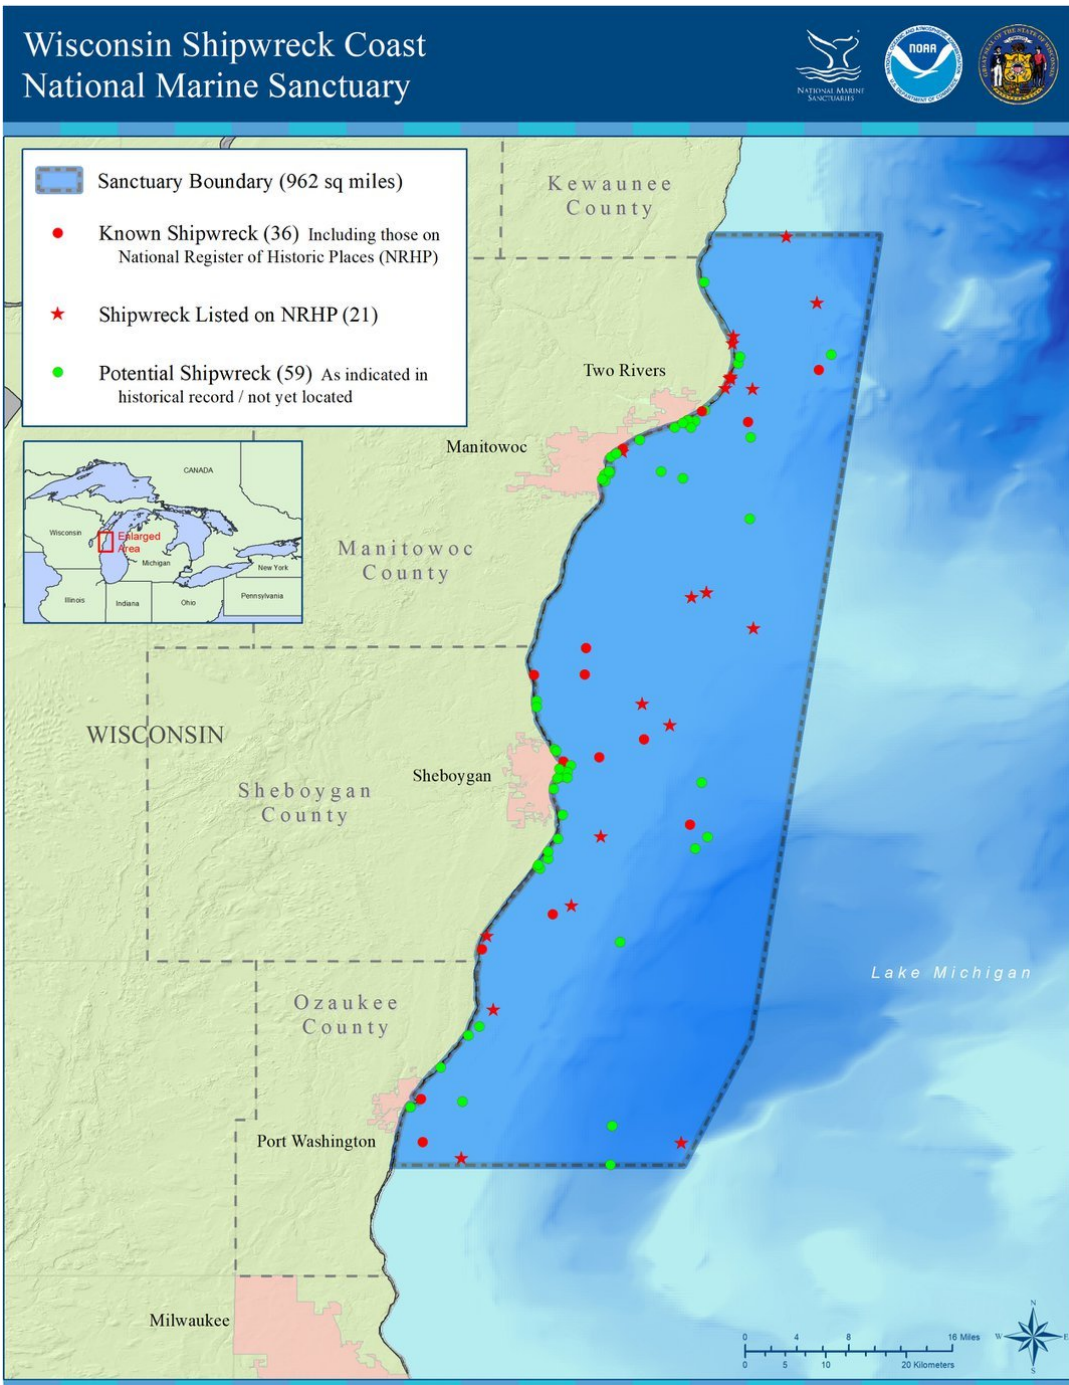 Wisconsin Shipwreck Coast
National Marine Sanctuary
NATIONAL MARINE
SANCTUARIES
NOAA
Sanctuary Boundary (962 sq miles)
Known Shipwreck (36) Including those on
National Register of Historic Places (NRHP)
Shipwreck Listed on NRHP (21)
Potential Shipwreck (59) As indicated in
historical record / not yet located
Kewaunee
County
Two Rivers
Manitowoc
CANADA
Wisconsin
Enlarged
Area
Michigan
New York
Illinois
Indiana
Ohio
Pennsylvania
Manitowoc
County
WISCONSIN
Sheboygan
Sheboygan
County
Lake Michigan
Ozaukee
County
Port Washington
Milwaukee
0 4 8 16 Miles
0 5 10 20 Kilometers
N
W E
S